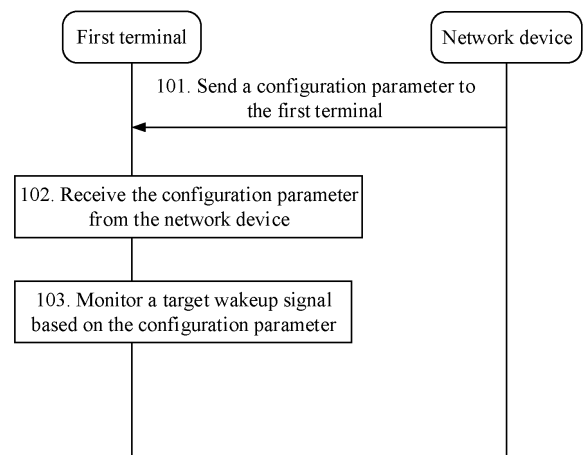 First terminal
Network device
101. Send a configuration parameter to
the first terminal
102. Receive the configuration parameter
from the network device
103. Monitor a target wakeup signal
based on the configuration parameter